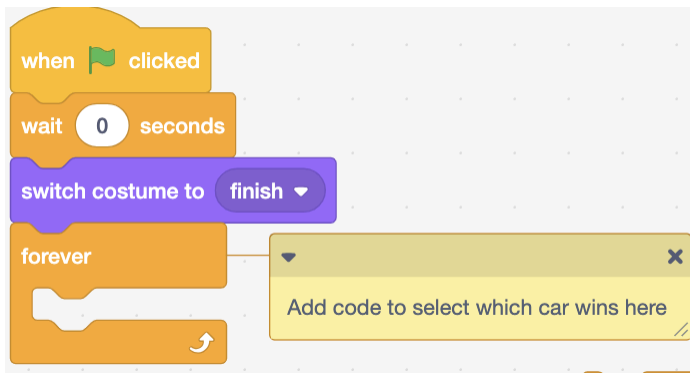 when clicked
wait 0 seconds
switch costume to finish
forever
Add code to select which car wins here